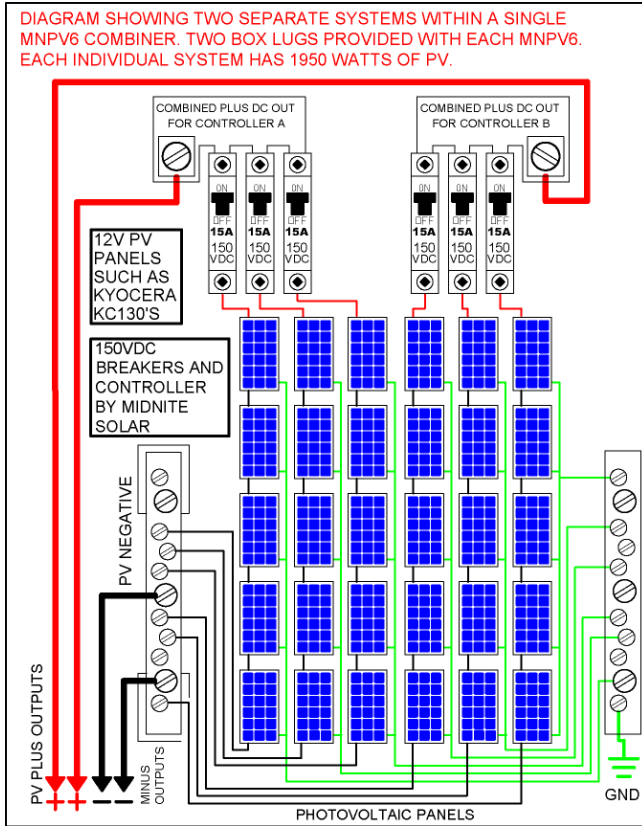 DIAGRAM SHOWING TWO SEPARATE SYSTEMS WITHIN A SINGLE
MNPV6 COMBINER. TWO BOX LUGS PROVIDED WITH EACH MNPV6.
EACH INDIVIDUAL SYSTEM HAS 1950 WATTS OF PV.
COMBINED PLUS DC OUT
FOR CONTROLLER A
COMBINED PLUS DC OUT
FOR CONTROLLER B
ON
OFF
15A
150
VDC
ON
OFF
15A
150
VDC
ON
OFF
15A
150
VDC
ON
OFF
15A
150
VDC
ON
OFF
15A
150
VDC
ON
OFF
15A
150
VDC
12V PV
PANELS
SUCH AS
KYOCERA
KC130'S
150VDC
BREAKERS AND
CONTROLLER
BY MIDNITE
SOLAR
PV NEGATIVE
PV PLUS OUTPUTS
+ + − −
MINUS
OUTPUTS
PHOTOVOLTAIC PANELS
GND